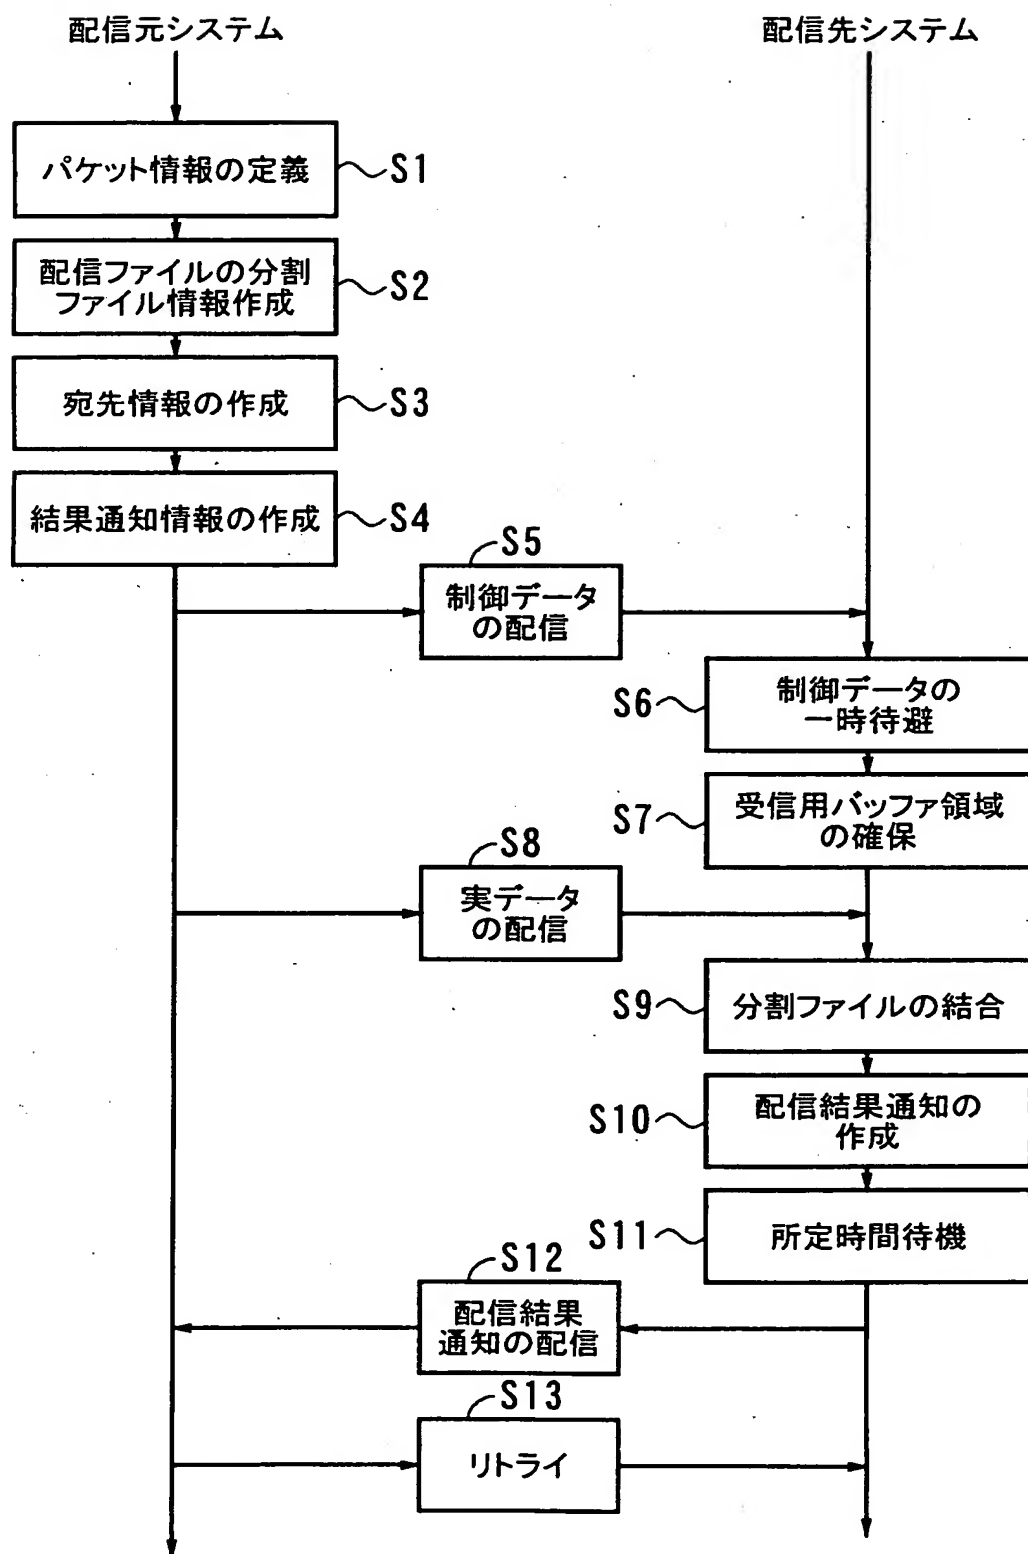 配信元システム
配信先システム
パケット情報の定義
S1
配信ファイルの分割
ファイル情報作成
S2
宛先情報の作成
S3
結果通知情報の作成
S4
S5
制御データ
の配信
S6
制御データの
一時待避
S7
受信用バッファ領域
の確保
S8
実データ
の配信
S9
分割ファイルの結合
S10
配信結果通知の
作成
S11
所定時間待機
S12
配信結果
通知の配信
S13
リトライ